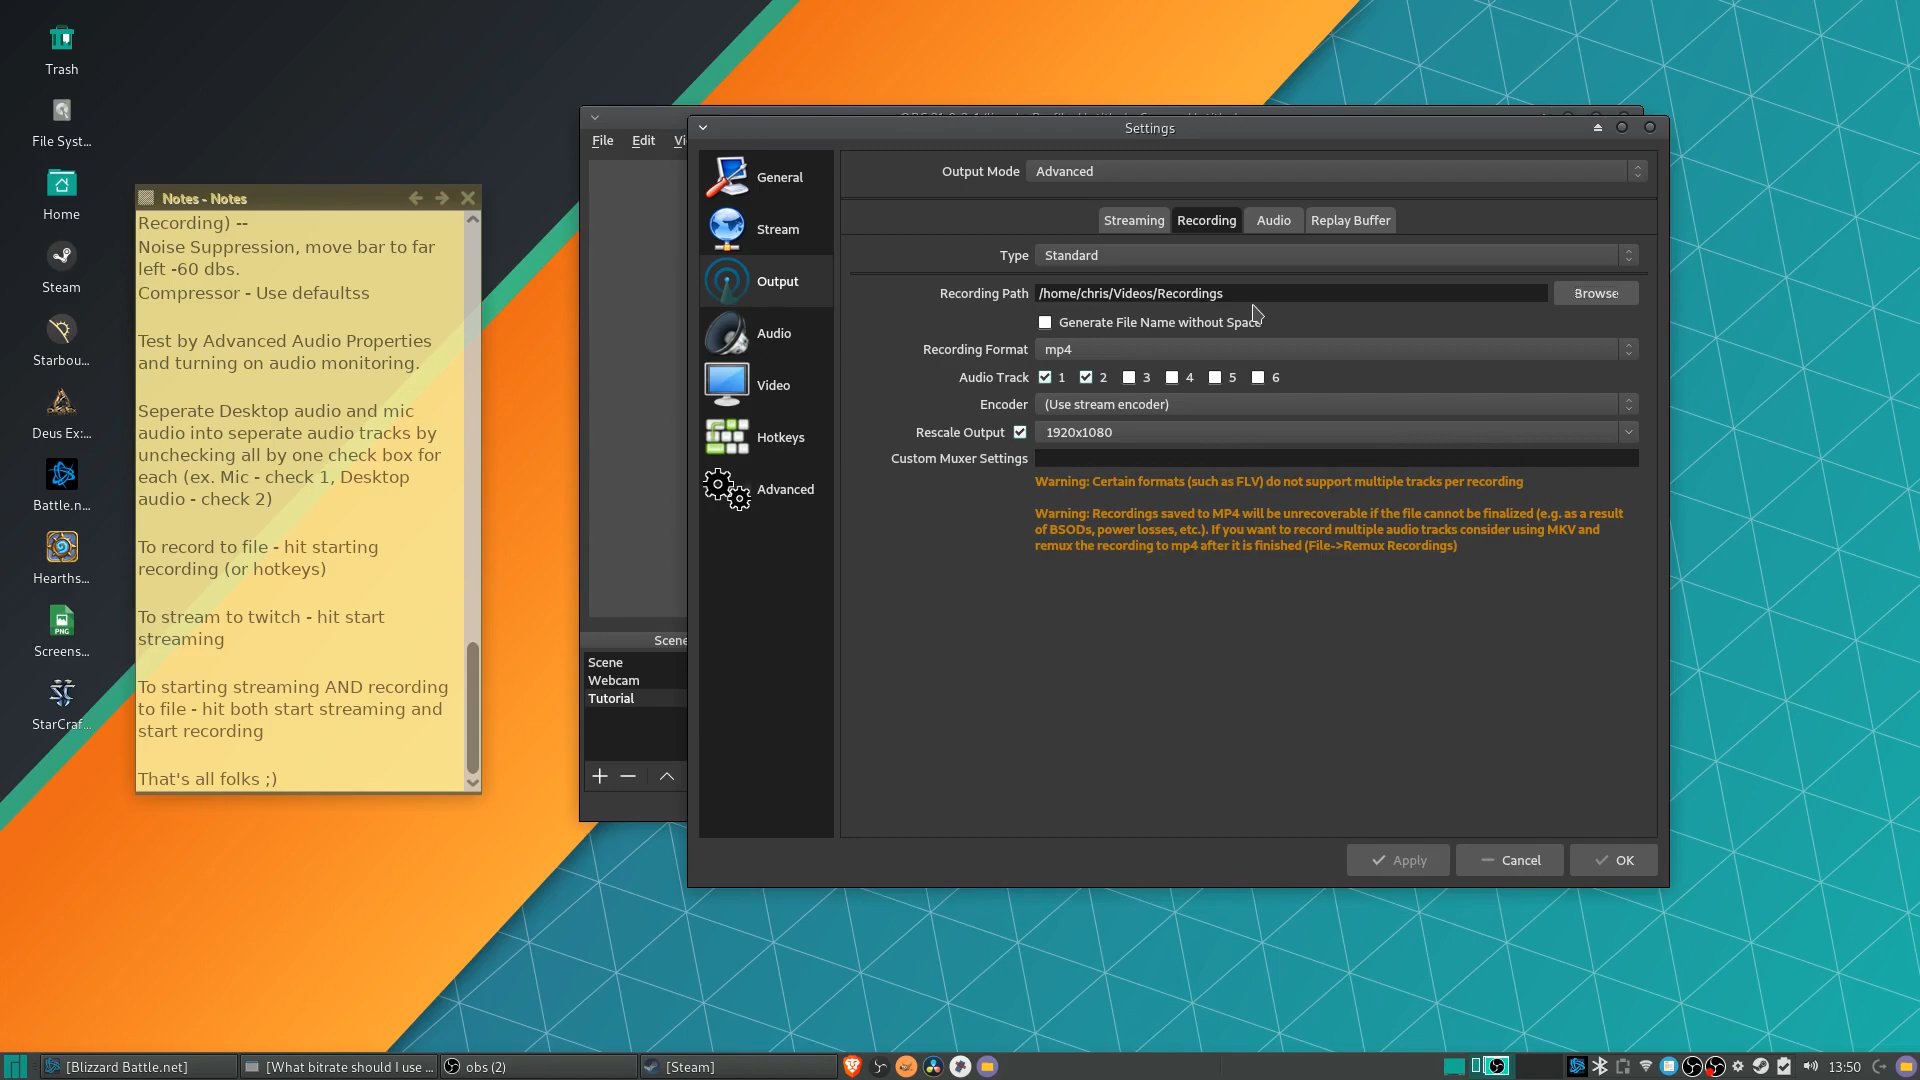 Trash
File Syst...
Home
Steam
Starbou...
Deus Ex:...
Battle.n...
Hearths...
PNG
Screens...
StarCraf...
Notes - Notes
Recording) --
Noise Suppression, move bar to far
left -60 dbs.
Compressor - Use defaultss
Test by Advanced Audio Properties
and turning on audio monitoring.
Seperate Desktop audio and mic
audio into seperate audio tracks by
unchecking all by one check box for
each (ex. Mic - check 1, Desktop
audio - check 2)
To record to file - hit starting
recording (or hotkeys)
To stream to twitch - hit start
streaming
To starting streaming AND recording
to file - hit both start streaming and
start recording
That's all folks ;)
File Edit
Scene
Scene
Webcam
Tutorial
Settings
General
Stream
Output
Audio
Video
Hotkeys
Advanced
Output Mode Advanced
Streaming Recording Audio Replay Buffer
Type Standard
Recording Path /home/chris/Videos/Recordings Browse
Generate File Name without Space
Recording Format mp4
Audio Track 1 2 3 4 5 6
Encoder (Use stream encoder)
Rescale Output 1920x1080
Custom Muxer Settings
Warning: Certain formats (such as FLV) do not support multiple tracks per recording
Warning: Recordings saved to MP4 will be unrecoverable if the file cannot be finalized (e.g. as a result
of BSODs, power losses, etc.). If you want to record multiple audio tracks consider using MKV and
remux the recording to mp4 after it is finished (File->Remux Recordings)
Apply Cancel OK
[Blizzard Battle.net] [What bitrate should I use ... obs (2) [Steam] 13:50